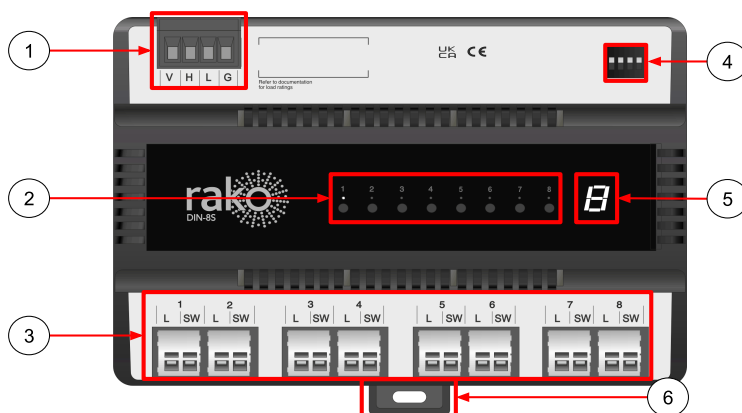 1
V H L G
Refer to documentation
for load ratings
UK
CA CE
4
2
rako
DIN-8S
1 2 3 4 5 6 7 8
8
5
3
1 2 3 4 5 6 7 8
L SW L SW L SW L SW L SW L SW L SW L SW
6